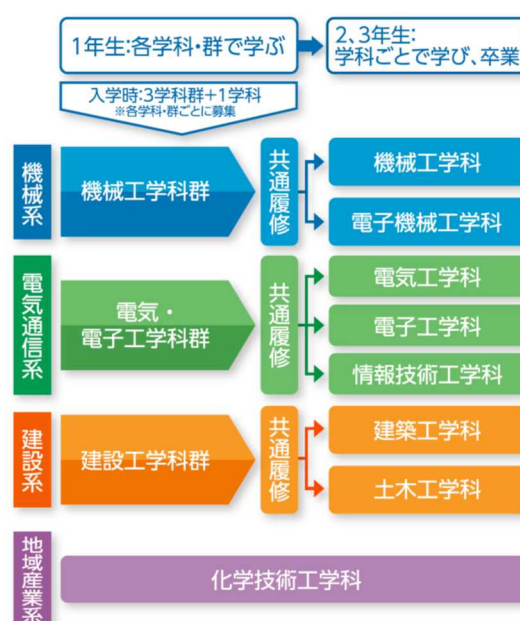 1年生:各学科・群で学ぶ
2、3年生:
学科ごとで学び、卒業
入学時:3学科群+1学科
※各学科・群ごとに募集
機械系
機械工学科群
共通履修
機械工学科
電子機械工学科
電気通信系
電気・
電子工学科群
共通履修
電気工学科
電子工学科
情報技術工学科
建設系
建設工学科群
共通履修
建築工学科
土木工学科
地域産業系
化学技術工学科